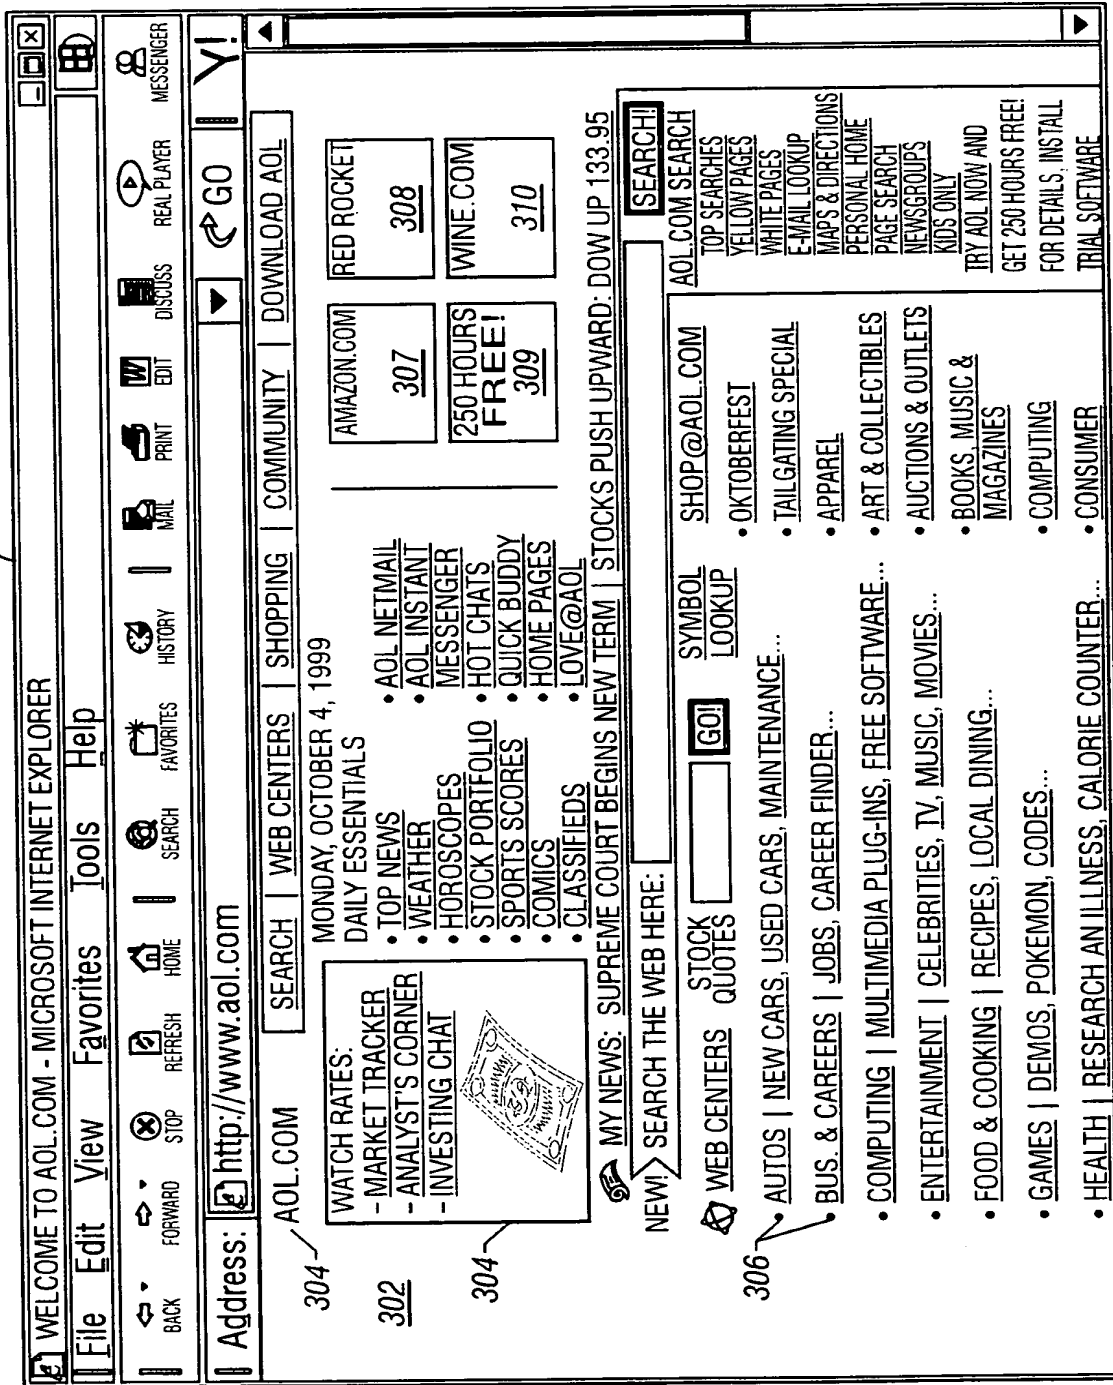 WELCOME TO AOL.COM - MICROSOFT INTERNET EXPLORER
File Edit View Favorites Tools Help
BACK FORWARD STOP REFRESH HOME SEARCH FAVORITES HISTORY MAIL PRINT EDIT DISCUSS REAL PLAYER MESSENGER
Address: http://www.aol.com GO Y!
304 AOL.COM
SEARCH | WEB CENTERS | SHOPPING | COMMUNITY | DOWNLOAD AOL
302
304
WATCH RATES:
- MARKET TRACKER
- ANALYST'S CORNER
- INVESTING CHAT
$$
MONDAY, OCTOBER 4, 1999
DAILY ESSENTIALS
• TOP NEWS
• WEATHER
• HOROSCOPES
• STOCK PORTFOLIO
• SPORTS SCORES
• COMICS
• CLASSIFIEDS
• AOL NETMAIL
• AOL INSTANT
MESSENGER
• HOT CHATS
• QUICK BUDDY
• HOME PAGES
• LOVE@AOL
AMAZON.COM
307
RED ROCKET
308
250 HOURS
FREE!
309
WINE.COM
310
MY NEWS: SUPREME COURT BEGINS NEW TERM | STOCKS PUSH UPWARD: DOW UP 133.95
NEW! SEARCH THE WEB HERE: SEARCH!
WEB CENTERS
STOCK
QUOTES
GO!
SYMBOL
LOOKUP
306
• AUTOS | NEW CARS, USED CARS, MAINTENANCE...
• BUS. & CAREERS | JOBS, CAREER FINDER...
• COMPUTING | MULTIMEDIA PLUG-INS, FREE SOFTWARE...
• ENTERTAINMENT | CELEBRITIES, TV, MUSIC, MOVIES...
• FOOD & COOKING | RECIPES, LOCAL DINING...
• GAMES | DEMOS, POKEMON, CODES...
• HEALTH | RESEARCH AN ILLNESS, CALORIE COUNTER...
SHOP@AOL.COM
• OKTOBERFEST
• TAILGATING SPECIAL
• APPAREL
• ART & COLLECTIBLES
• AUCTIONS & OUTLETS
• BOOKS, MUSIC &
MAGAZINES
• COMPUTING
• CONSUMER
AOL.COM SEARCH
TOP SEARCHES
YELLOW PAGES
WHITE PAGES
E-MAIL LOOKUP
MAPS & DIRECTIONS
PERSONAL HOME
PAGE SEARCH
NEWSGROUPS
KIDS ONLY
TRY AOL NOW AND
GET 250 HOURS FREE!
FOR DETAILS, INSTALL
TRIAL SOFTWARE